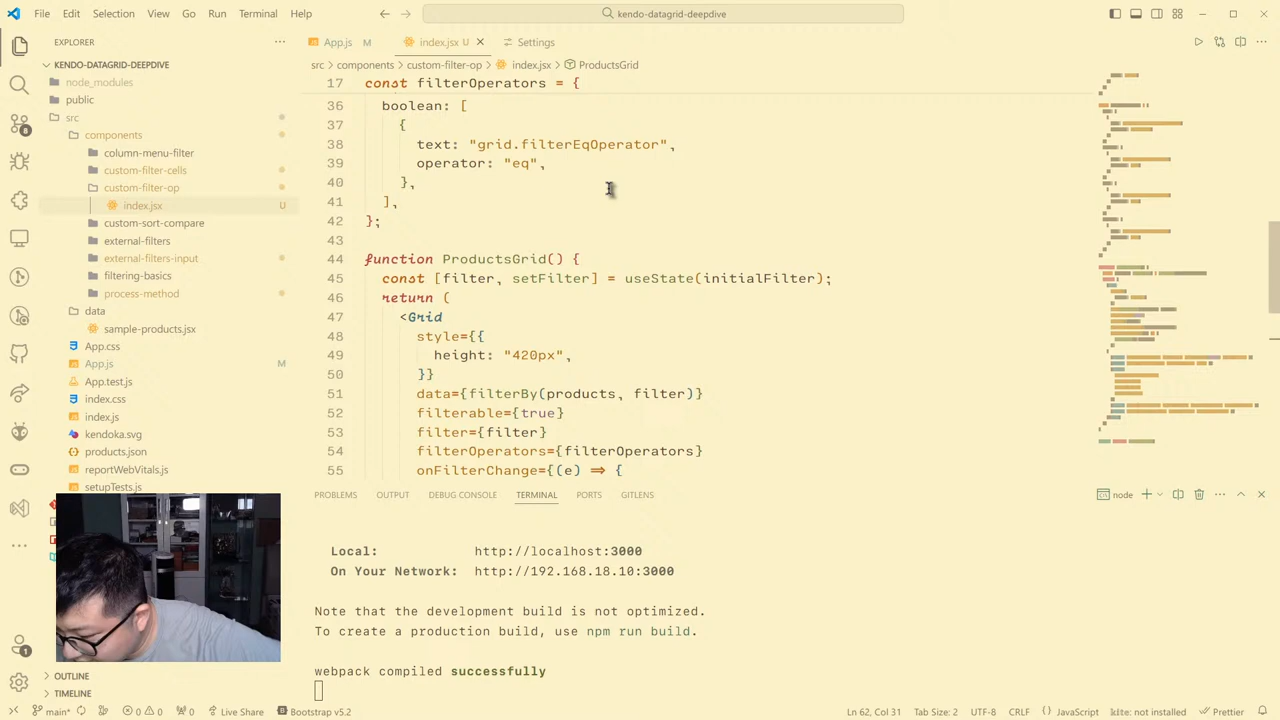 File Edit Selection View Go Run Terminal Help
kendo-datagrid-deepdive
EXPLORER
KENDO-DATAGRID-DEEPDIVE
node_modules
public
src
components
column-menu-filter
custom-filter-cells
custom-filter-op
index.jsx U
custom-sort-compare
external-filters
external-filters-input
filtering-basics
process-method
data
sample-products.jsx
App.css
App.js M
App.test.js
index.css
index.js
kendoka.svg
products.json
reportWebVitals.js
setupTests.js
OUTLINE
TIMELINE
App.js M index.jsx U Settings
src components custom-filter-op index.jsx ProductsGrid
17 const filterOperators = {
36 boolean: [
37 {
38 text: "grid.filterEqOperator",
39 operator: "eq",
40 },
41 ],
42 };
43
44 function ProductsGrid() {
45 const [filter, setFilter] = useState(initialFilter);
46 return (
47 <Grid
48 style={{
49 height: "420px",
50 }}
51 data={filterBy(products, filter)}
52 filterable={true}
53 filter={filter}
54 filterOperators={filterOperators}
55 onFilterChange={(e) => {
PROBLEMS OUTPUT DEBUG CONSOLE TERMINAL PORTS GITLENS
node
Local: http://localhost:3000
On Your Network: http://192.168.18.10:3000
Note that the development build is not optimized.
To create a production build, use npm run build.
webpack compiled successfully
main* 0 0 0 Live Share Bootstrap v5.2 Ln 62, Col 31 Tab Size: 2 UTF-8 CRLF JavaScript kite: not installed Prettier